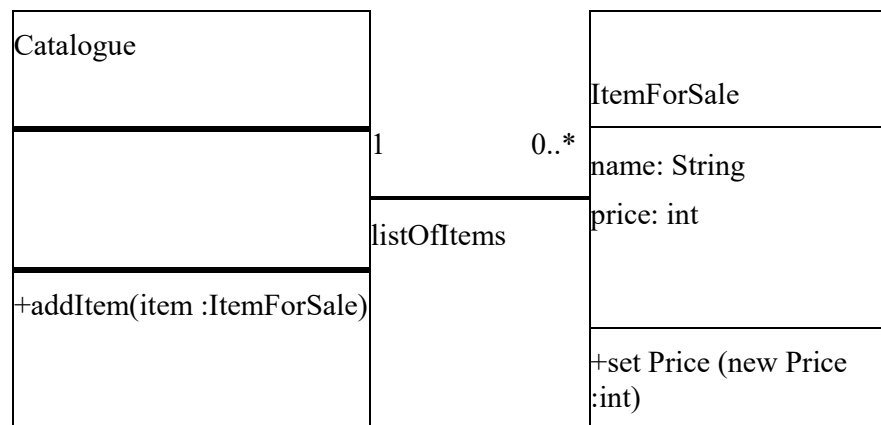 Catalogue
+addItem(item :ItemForSale)
1 0..*
listOfItems
ItemForSale
name: String
price: int
+set Price (new Price
:int)